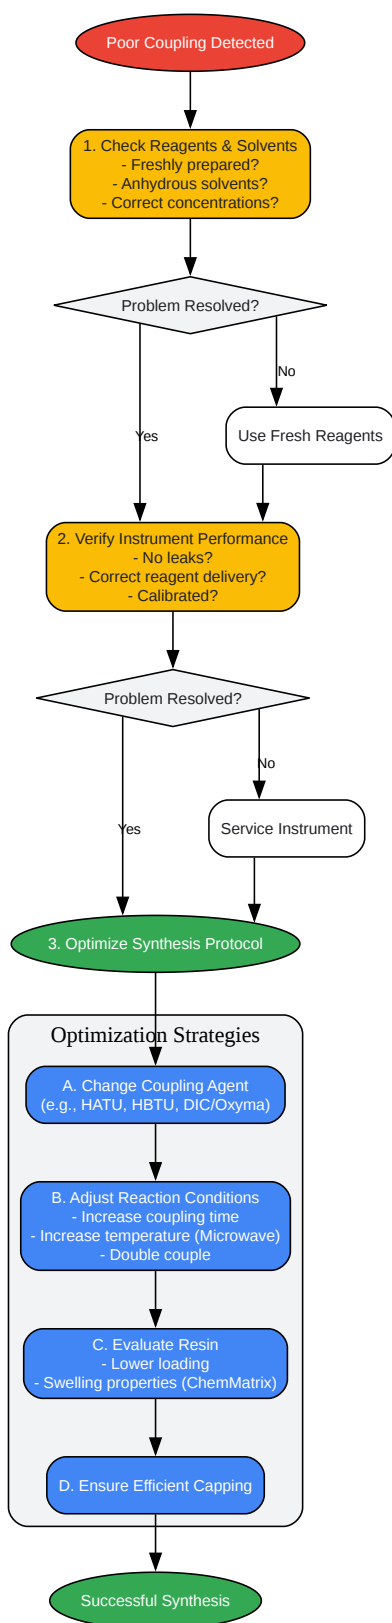 Poor Coupling Detected
1. Check Reagents & Solvents
- Freshly prepared?
- Anhydrous solvents?
- Correct concentrations?
Problem Resolved?
No
Yes
Use Fresh Reagents
2. Verify Instrument Performance
- No leaks?
- Correct reagent delivery?
- Calibrated?
Problem Resolved?
No
Yes
Service Instrument
3. Optimize Synthesis Protocol
Optimization Strategies
A. Change Coupling Agent
(e.g., HATU, HBTU, DIC/Oxyma)
B. Adjust Reaction Conditions
- Increase coupling time
- Increase temperature (Microwave)
- Double couple
C. Evaluate Resin
- Lower loading
- Swelling properties (ChemMatrix)
D. Ensure Efficient Capping
Successful Synthesis